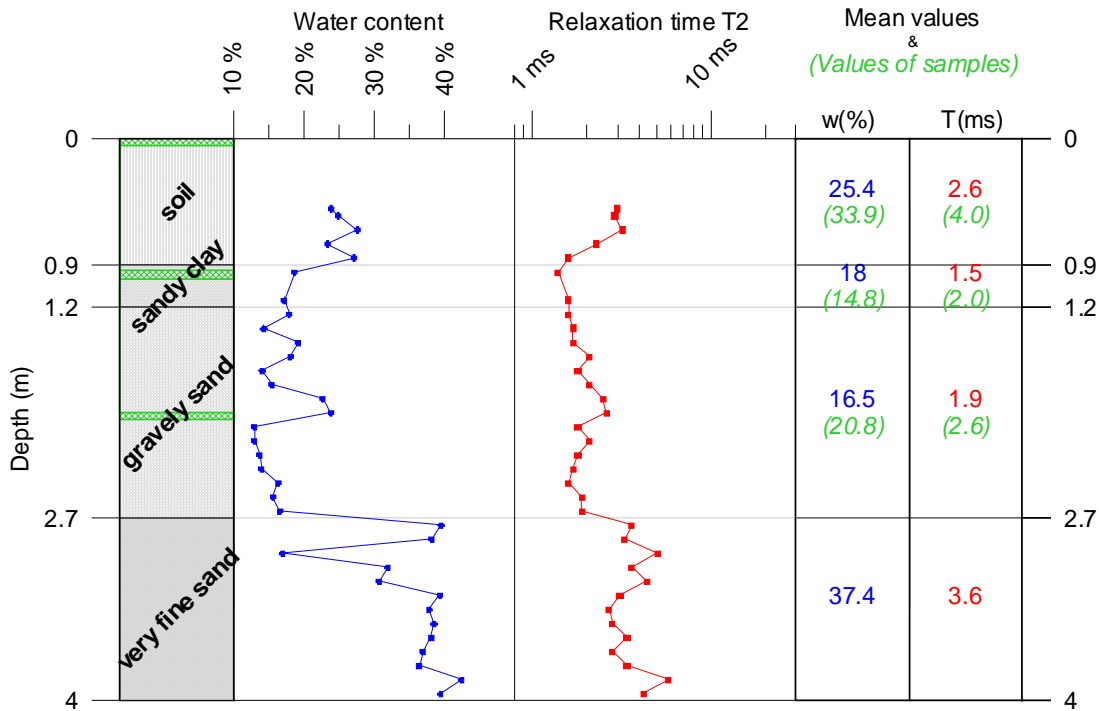 Water content
Relaxation time T2
Mean values
&
(Values of samples)
10 %
20 %
30 %
40 %
1 ms
10 ms
w(%)
T(ms)
0
0
soil
25.4
2.6
(33.9)
(4.0)
0.9
0.9
sandy clay
18
1.5
(14.8)
(2.0)
1.2
1.2
Depth (m)
gravely sand
16.5
1.9
(20.8)
(2.6)
2.7
2.7
very fine sand
37.4
3.6
4
4